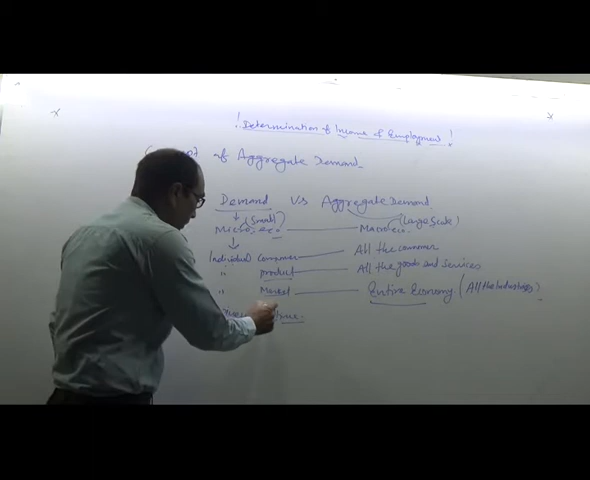 ! Determination of Income of Employment !
of Aggregate Demand.
Demand Vs Aggregate Demand.
(Small) (Large Scale)
Micro, eco Macro eco.
Individual Consumer All the consumer
" product All the goods and services
" Market Entire Economy (All the Industries)